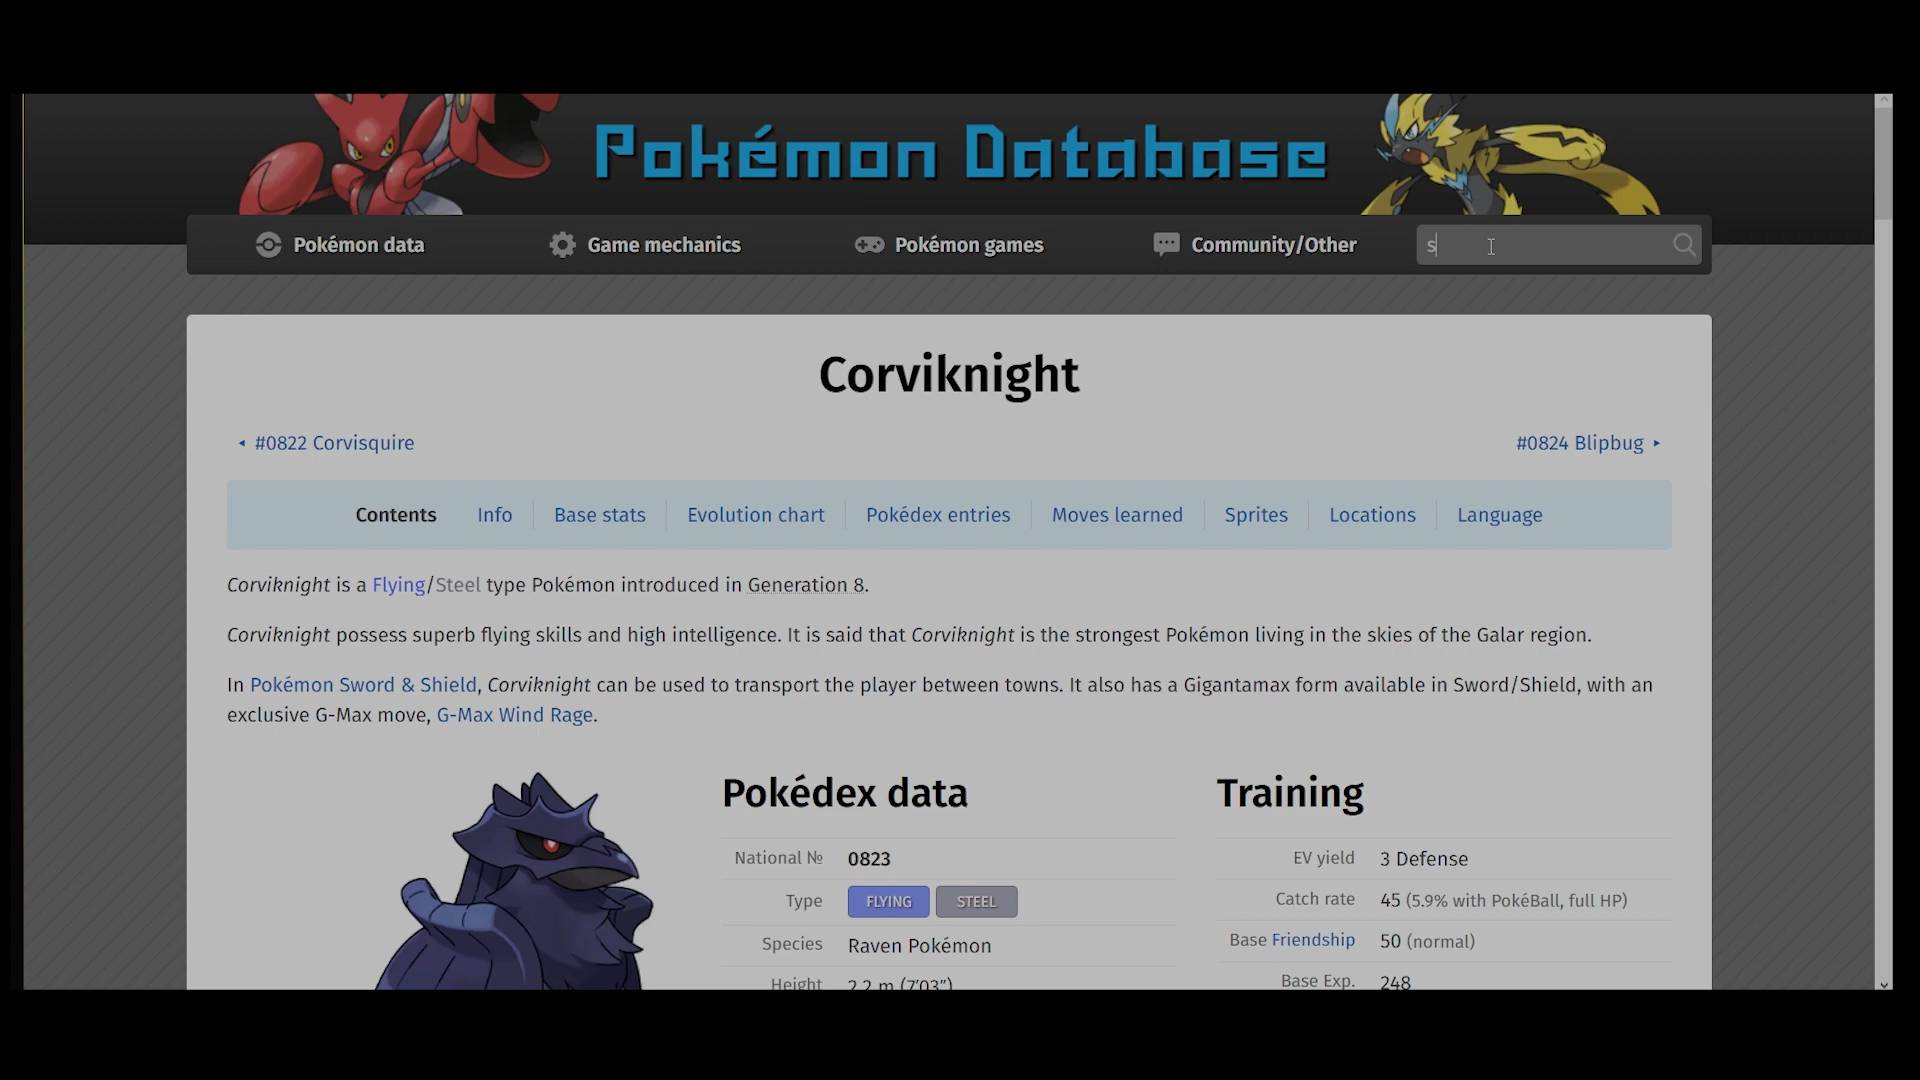 Pokémon Database
Pokémon data
Game mechanics
Pokémon games
Community/Other
s
Corviknight
#0822 Corvisquire
#0824 Blipbug
Contents
Info
Base stats
Evolution chart
Pokédex entries
Moves learned
Sprites
Locations
Language
Corviknight is a Flying/Steel type Pokémon introduced in Generation 8.
Corviknight possess superb flying skills and high intelligence. It is said that Corviknight is the strongest Pokémon living in the skies of the Galar region.
In Pokémon Sword & Shield, Corviknight can be used to transport the player between towns. It also has a Gigantamax form available in Sword/Shield, with an
exclusive G-Max move, G-Max Wind Rage.
Pokédex data
National № 0823
Type FLYING STEEL
Species Raven Pokémon
Height 2.2 m (7′03″)
Training
EV yield 3 Defense
Catch rate 45 (5.9% with PokéBall, full HP)
Base Friendship 50 (normal)
Base Exp. 248